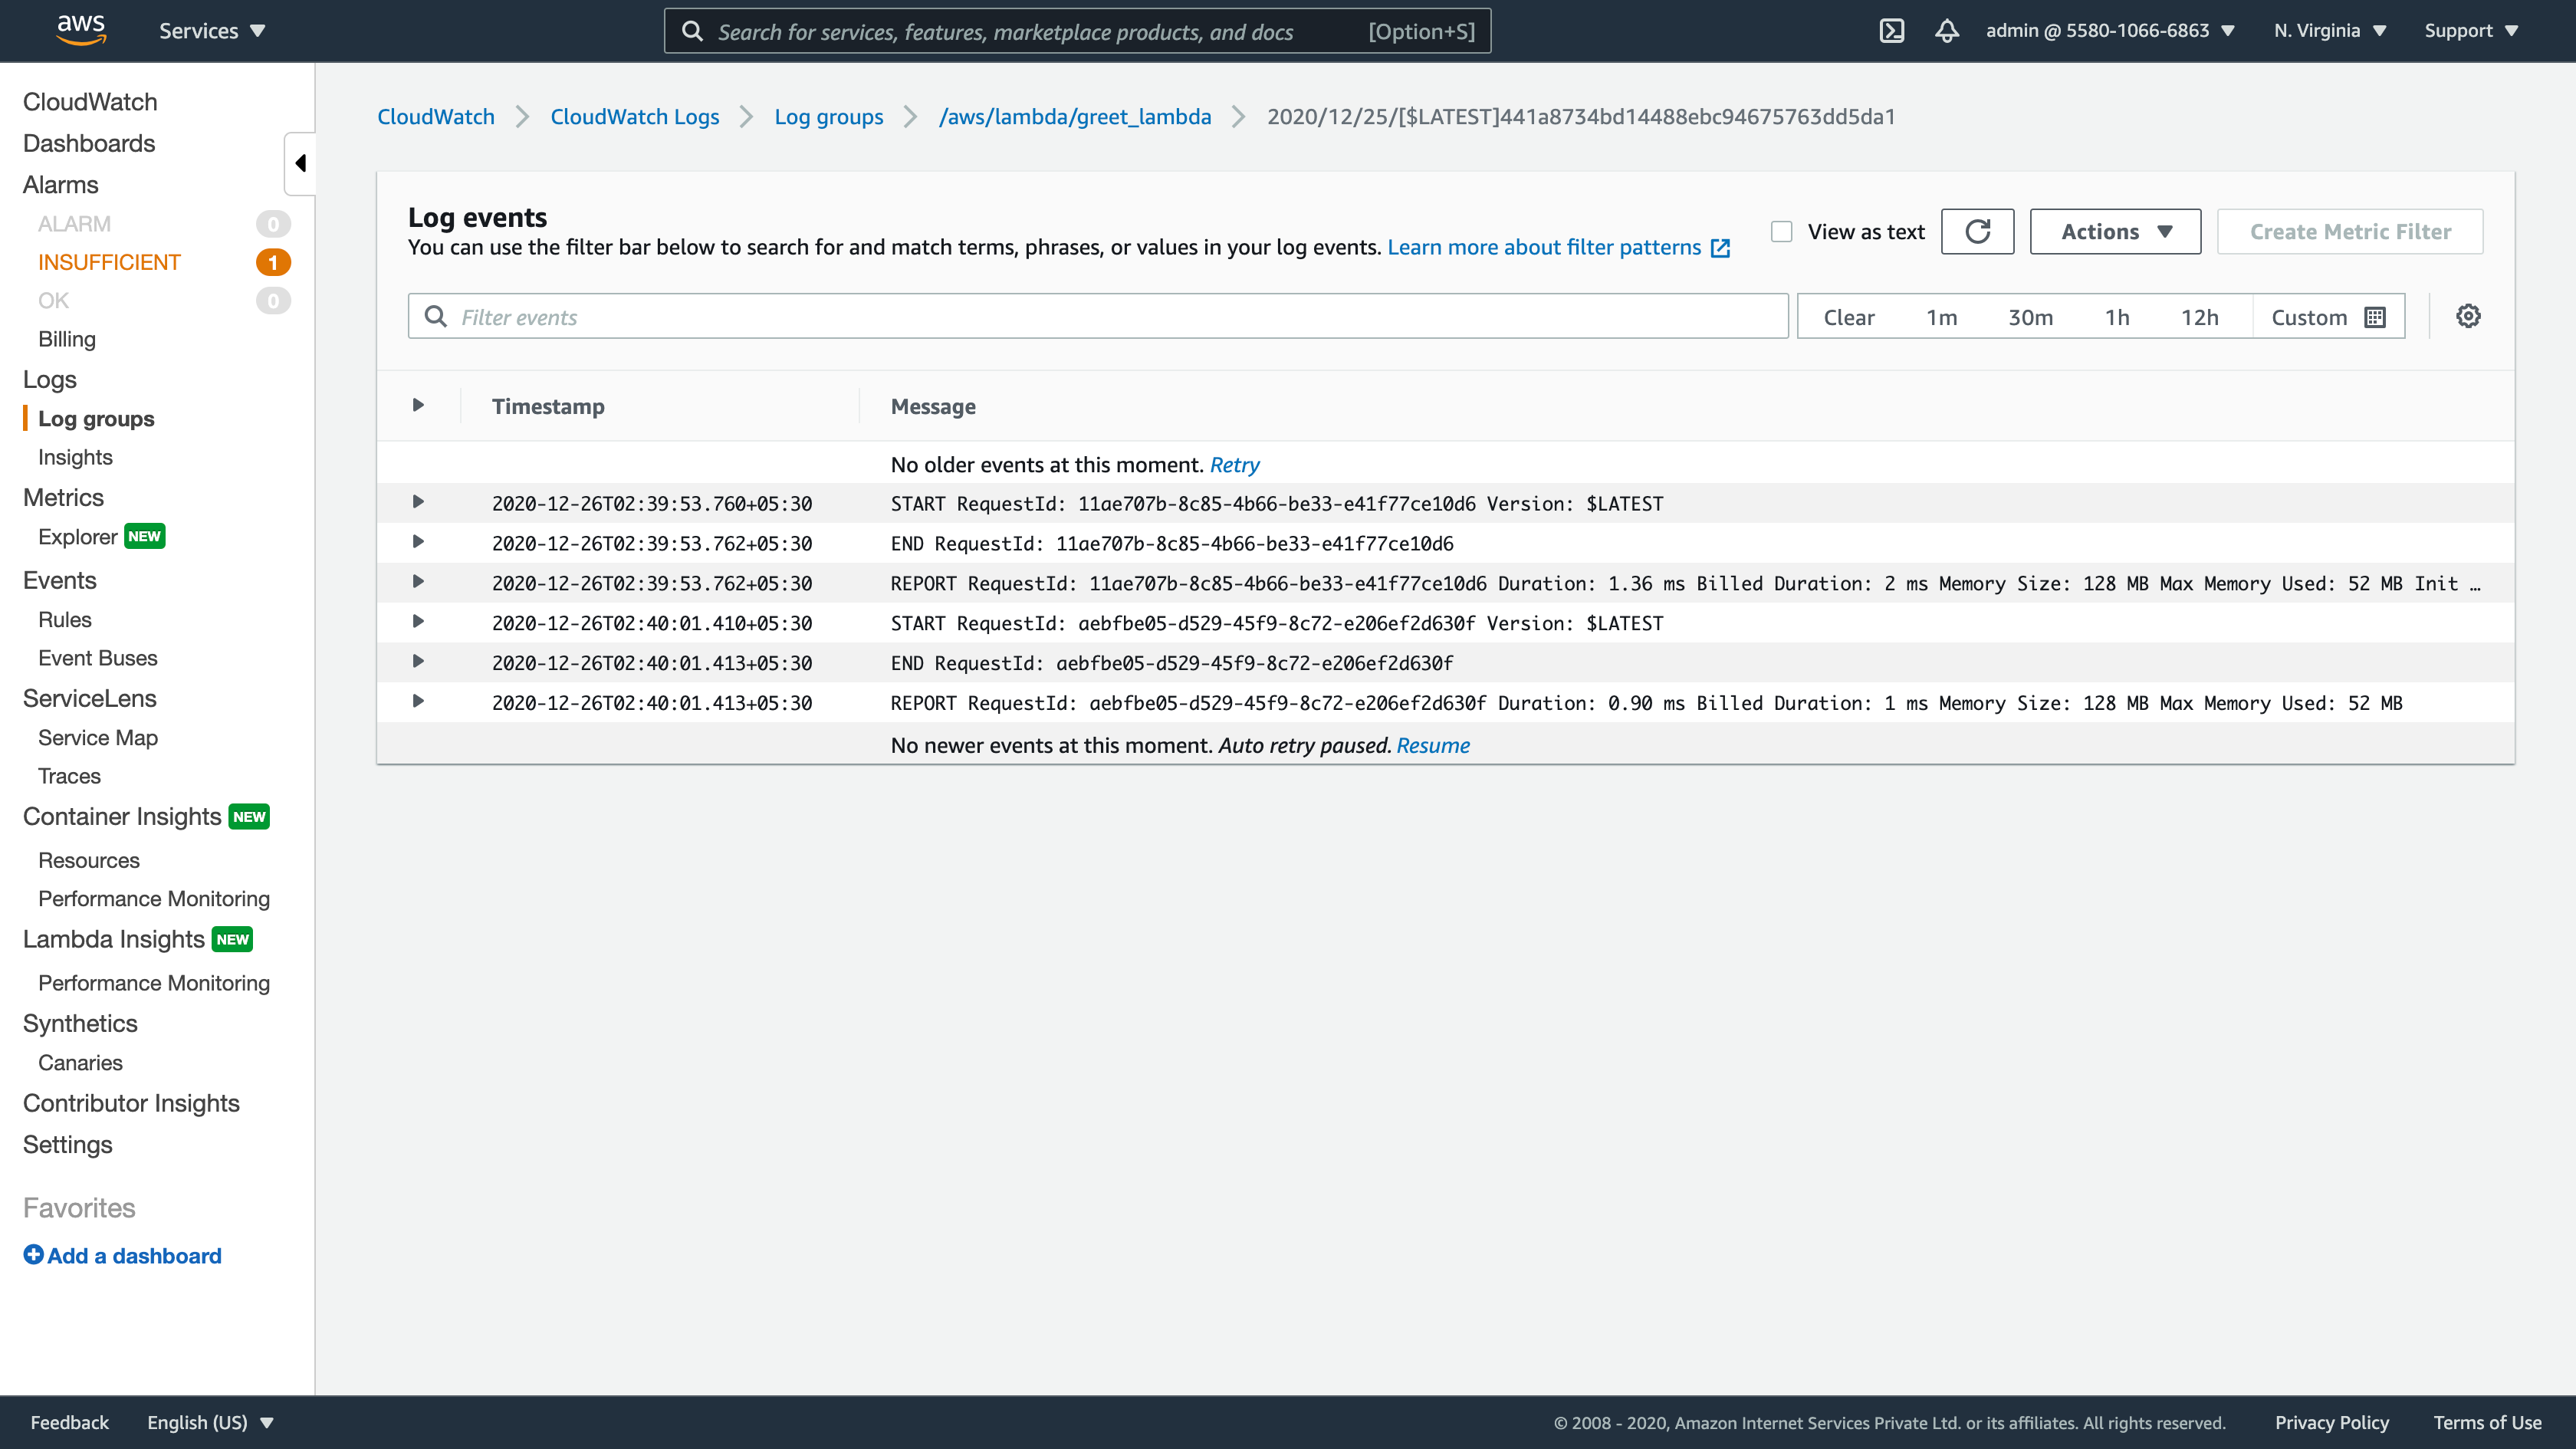 aws Services Search for services, features, marketplace products, and docs [Option+S] admin @ 5580-1066-6863 N. Virginia Support
CloudWatch
Dashboards
Alarms
ALARM 0
INSUFFICIENT 1
OK 0
Billing
Logs
Log groups
Insights
Metrics
Explorer NEW
Events
Rules
Event Buses
ServiceLens
Service Map
Traces
Container Insights NEW
Resources
Performance Monitoring
Lambda Insights NEW
Performance Monitoring
Synthetics
Canaries
Contributor Insights
Settings
Favorites
Add a dashboard
CloudWatch CloudWatch Logs Log groups /aws/lambda/greet_lambda 2020/12/25/[$LATEST]441a8734bd14488ebc94675763dd5da1
Log events
You can use the filter bar below to search for and match terms, phrases, or values in your log events. Learn more about filter patterns
View as text Actions Create Metric Filter
Filter events Clear 1m 30m 1h 12h Custom
Timestamp Message
No older events at this moment. Retry
2020-12-26T02:39:53.760+05:30 START RequestId: 11ae707b-8c85-4b66-be33-e41f77ce10d6 Version: $LATEST
2020-12-26T02:39:53.762+05:30 END RequestId: 11ae707b-8c85-4b66-be33-e41f77ce10d6
2020-12-26T02:39:53.762+05:30 REPORT RequestId: 11ae707b-8c85-4b66-be33-e41f77ce10d6 Duration: 1.36 ms Billed Duration: 2 ms Memory Size: 128 MB Max Memory Used: 52 MB Init …
2020-12-26T02:40:01.410+05:30 START RequestId: aebfbe05-d529-45f9-8c72-e206ef2d630f Version: $LATEST
2020-12-26T02:40:01.413+05:30 END RequestId: aebfbe05-d529-45f9-8c72-e206ef2d630f
2020-12-26T02:40:01.413+05:30 REPORT RequestId: aebfbe05-d529-45f9-8c72-e206ef2d630f Duration: 0.90 ms Billed Duration: 1 ms Memory Size: 128 MB Max Memory Used: 52 MB
No newer events at this moment. Auto retry paused. Resume
Feedback English (US) © 2008 - 2020, Amazon Internet Services Private Ltd. or its affiliates. All rights reserved. Privacy Policy Terms of Use